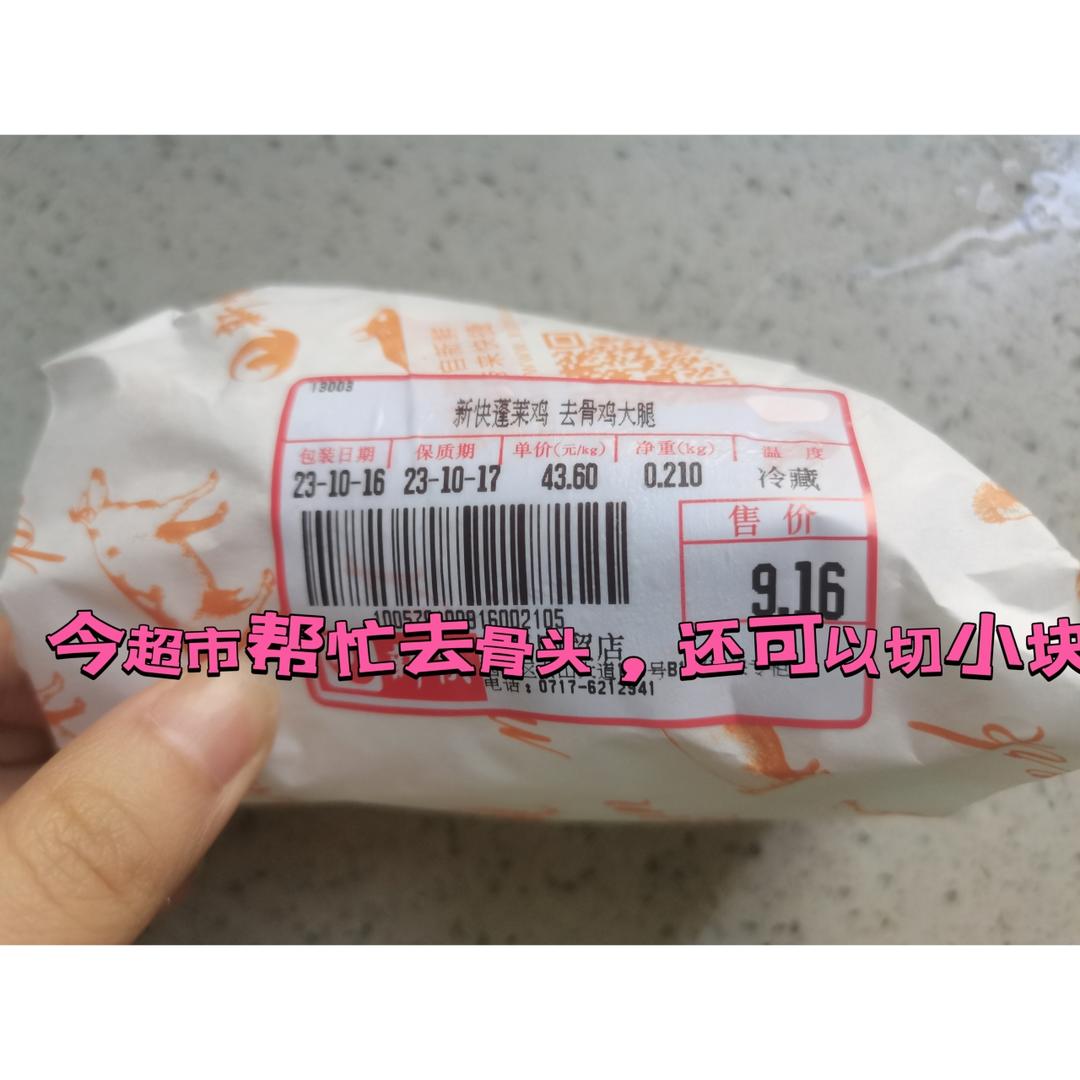 13003
新快蓬莱鸡 去骨鸡大腿
包装日期 保质期 单价(元/kg) 净重(kg) 温 度
23-10-16 23-10-17 43.60 0.210 冷藏
售 价
9.16
今超市帮忙去骨头，还可以切小块
电话：0717-6212341